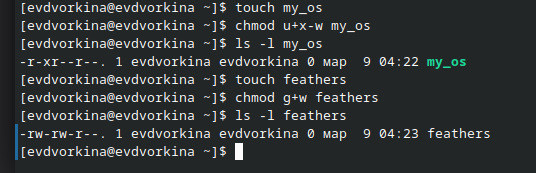 [evdvorkina@evdvorkina ~]$ touch my_os
[evdvorkina@evdvorkina ~]$ chmod u+x-w my_os
[evdvorkina@evdvorkina ~]$ ls -l my_os
-r-xr--r--. 1 evdvorkina evdvorkina 0 мар  9 04:22 my_os
[evdvorkina@evdvorkina ~]$ touch feathers
[evdvorkina@evdvorkina ~]$ chmod g+w feathers
[evdvorkina@evdvorkina ~]$ ls -l feathers
-rw-rw-r--. 1 evdvorkina evdvorkina 0 мар  9 04:23 feathers
[evdvorkina@evdvorkina ~]$